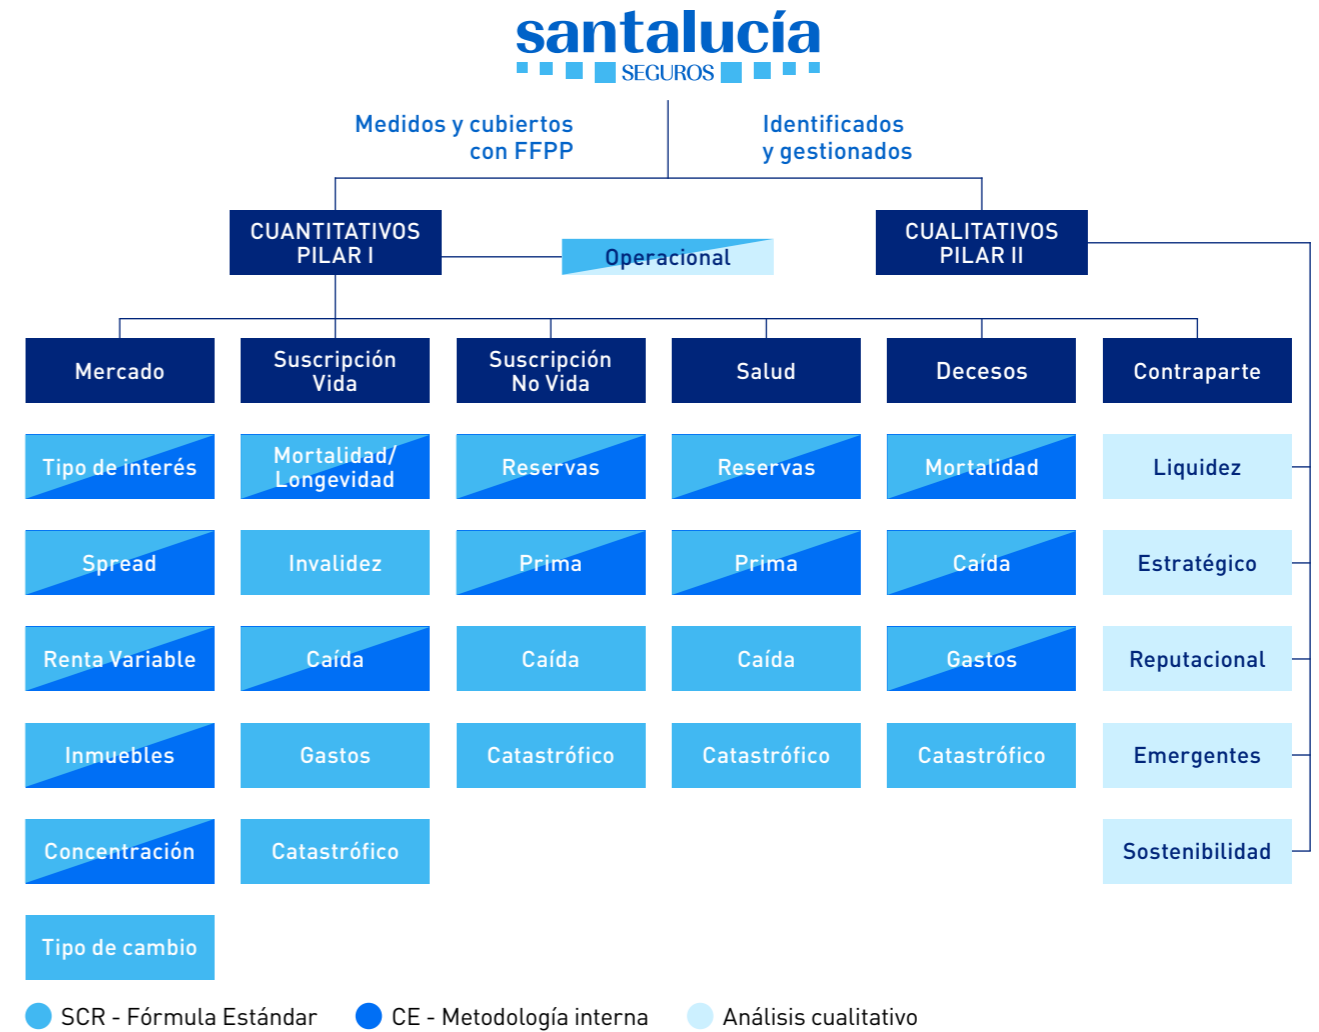 santalucía
SEGUROS
Medidos y cubiertos
con FFPP
Identificados
y gestionados
CUANTITATIVOS
PILAR I
Operacional
CUALITATIVOS
PILAR II
Mercado
Suscripción
Vida
Suscripción
No Vida
Salud
Decesos
Contraparte
Tipo de interés
Mortalidad/
Longevidad
Reservas
Reservas
Mortalidad
Liquidez
Spread
Invalidez
Prima
Prima
Caída
Estratégico
Renta Variable
Caída
Caída
Caída
Gastos
Reputacional
Inmuebles
Gastos
Catastrófico
Catastrófico
Catastrófico
Emergentes
Concentración
Catastrófico
Sostenibilidad
Tipo de cambio
SCR - Fórmula Estándar
CE - Metodología interna
Análisis cualitativo